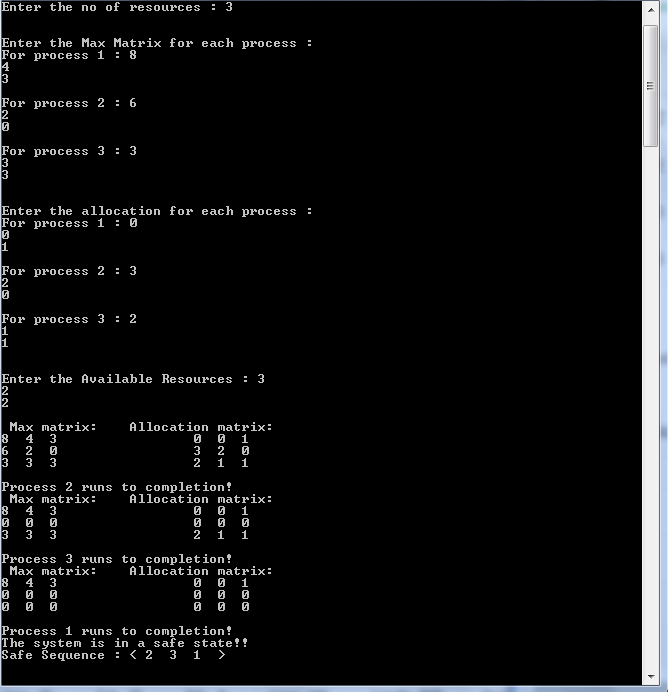 Enter the no of resources : 3
Enter the Max Matrix for each process :
For process 1 : 8
4
3
For process 2 : 6
2
0
For process 3 : 3
3
3
Enter the allocation for each process :
For process 1 : 0
0
1
For process 2 : 3
2
0
For process 3 : 2
1
1
Enter the Available Resources : 3
2
2
Max matrix: Allocation matrix:
8 4 3 0 0 1
6 2 0 3 2 0
3 3 3 2 1 1
Process 2 runs to completion!
Max matrix: Allocation matrix:
8 4 3 0 0 1
0 0 0 0 0 0
3 3 3 2 1 1
Process 3 runs to completion!
Max matrix: Allocation matrix:
8 4 3 0 0 1
0 0 0 0 0 0
0 0 0 0 0 0
Process 1 runs to completion!
The system is in a safe state!!
Safe Sequence : < 2 3 1 >